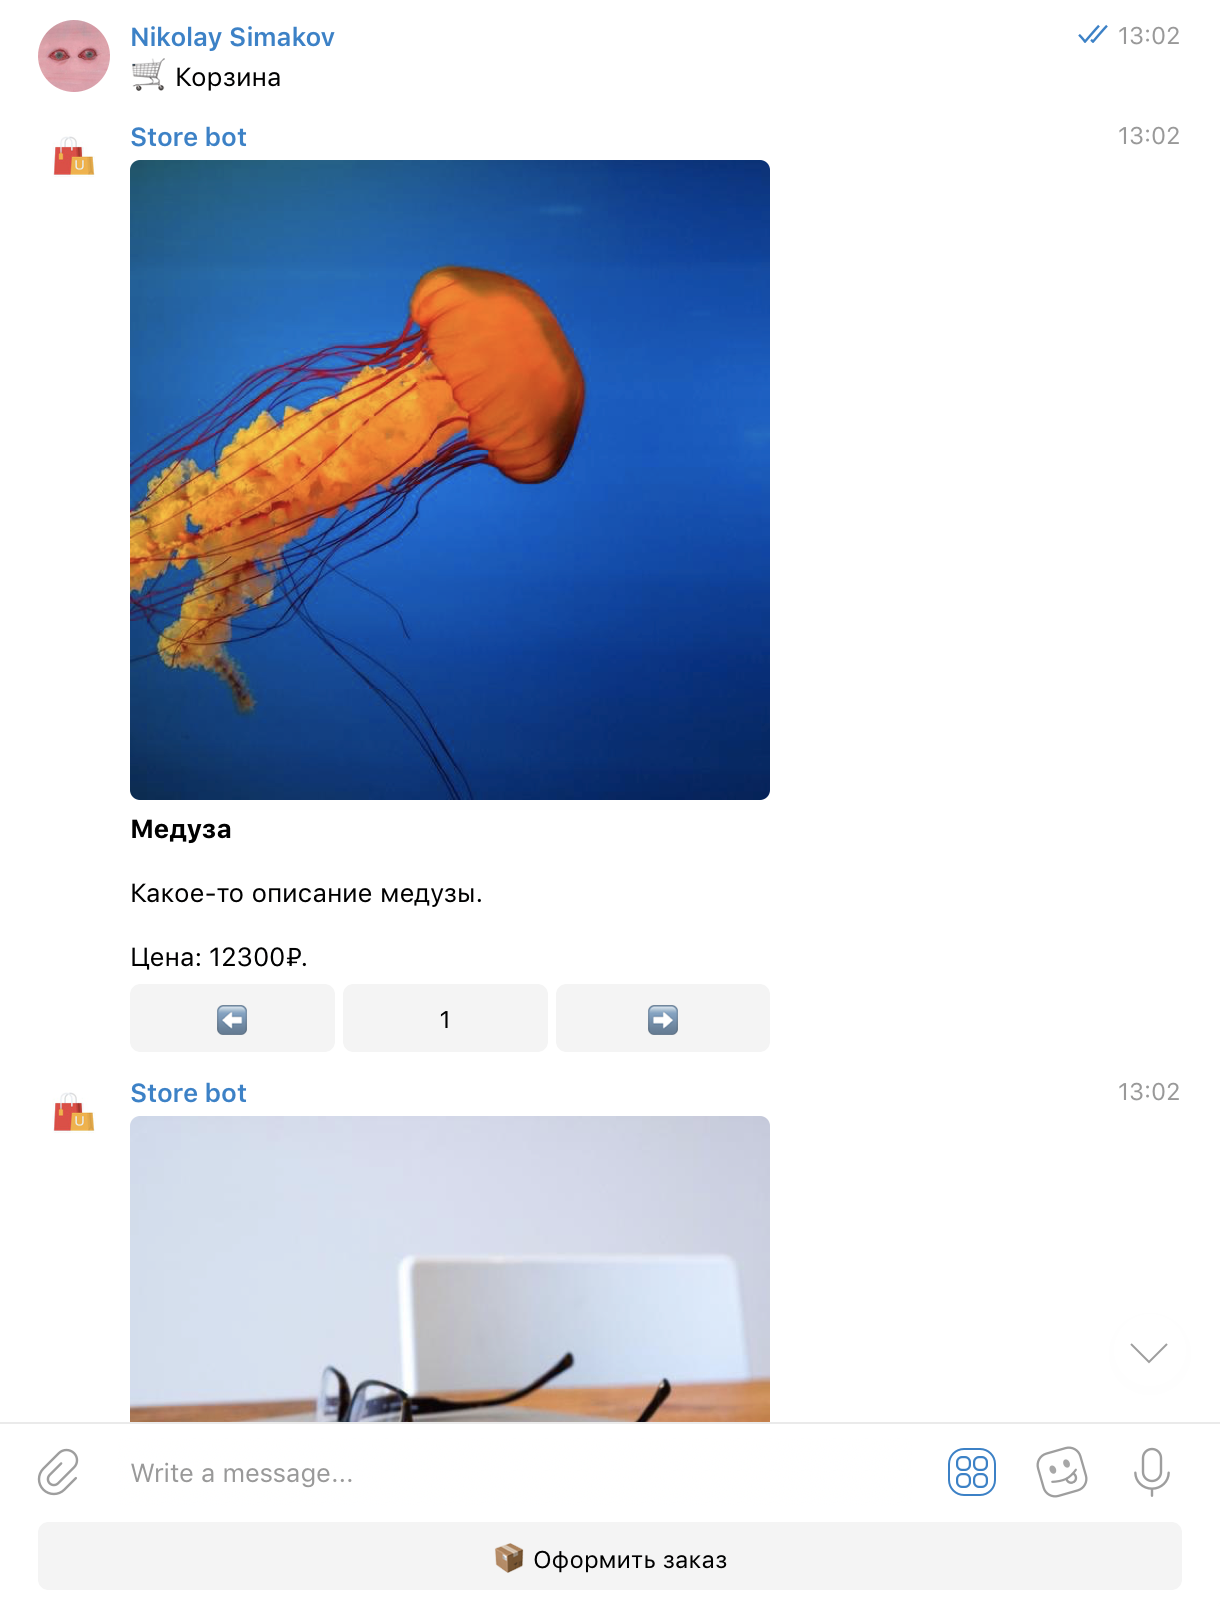 Nikolay Simakov
13:02
🛒 Корзина
Store bot
13:02
Медуза
Какое-то описание медузы.
Цена: 12300₽.
⬅️ 1 ➡️
Store bot
13:02
Write a message...
📦 Оформить заказ